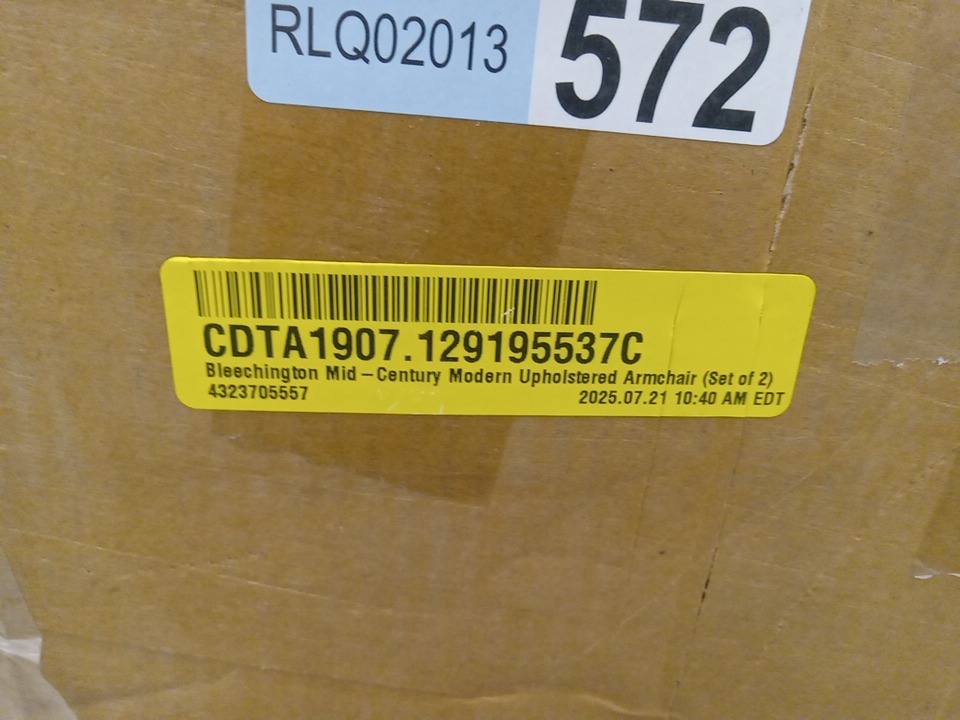 RLQ02013
572
CDTA1907.129195537C
Bleechington Mid-Century Modern Upholstered Armchair (Set of 2)
4323705557
2025.07.21 10:40 AM EDT